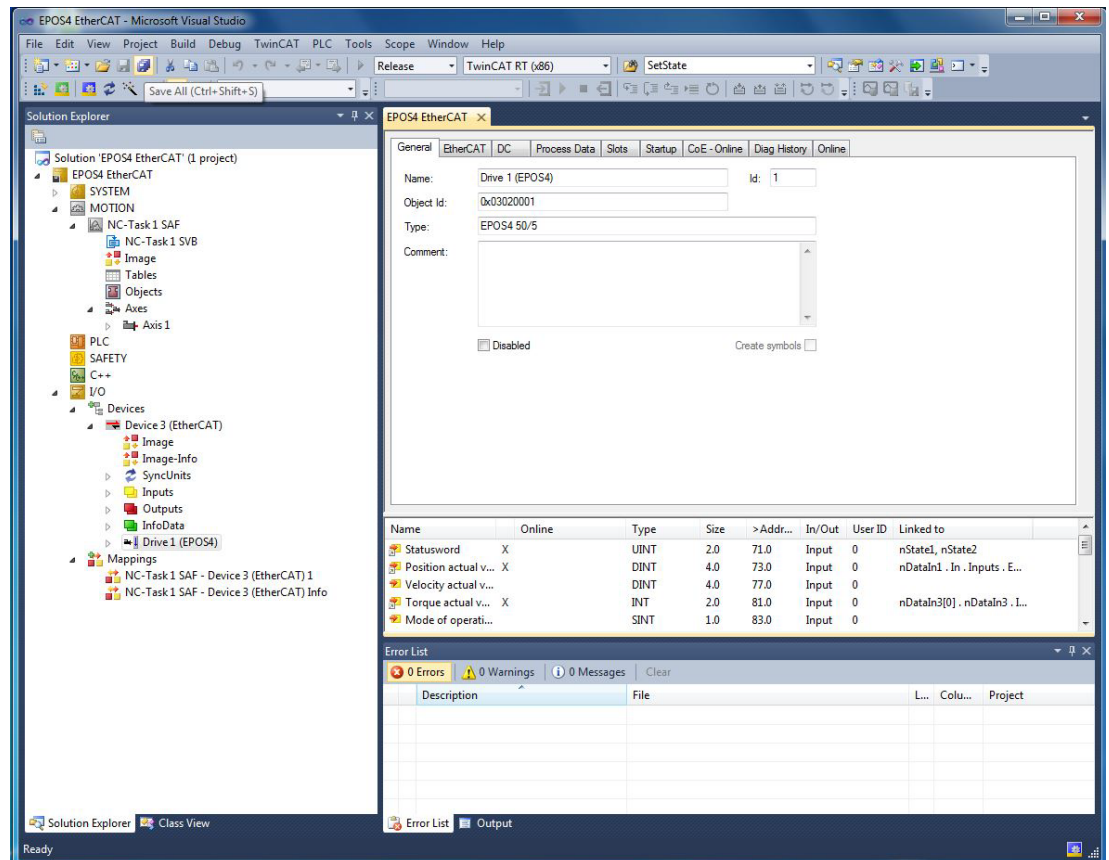 EPOS4 EtherCAT - Microsoft Visual Studio
File Edit View Project Build Debug TwinCAT PLC Tools Scope Window Help
Release TwinCAT RT (x86) SetState
Save All (Ctrl+Shift+S)
Solution Explorer
Solution 'EPOS4 EtherCAT' (1 project)
EPOS4 EtherCAT
SYSTEM
MOTION
NC-Task 1 SAF
NC-Task 1 SVB
Image
Tables
Objects
Axes
Axis 1
PLC
SAFETY
C++
I/O
Devices
Device 3 (EtherCAT)
Image
Image-Info
SyncUnits
Inputs
Outputs
InfoData
Drive 1 (EPOS4)
Mappings
NC-Task 1 SAF - Device 3 (EtherCAT) 1
NC-Task 1 SAF - Device 3 (EtherCAT) Info
Solution Explorer Class View
EPOS4 EtherCAT
General EtherCAT DC Process Data Slots Startup CoE - Online Diag History Online
Name: Drive 1 (EPOS4) Id: 1
Object Id: 0x03020001
Type: EPOS4 50/5
Comment:
Disabled Create symbols
Name Online Type Size >Addr... In/Out User ID Linked to
Statusword X UINT 2.0 71.0 Input 0 nState1, nState2
Position actual v... X DINT 4.0 73.0 Input 0 nDataIn1 . In . Inputs . E...
Velocity actual v... DINT 4.0 77.0 Input 0
Torque actual v... X INT 2.0 81.0 Input 0 nDataIn3[0] . nDataIn3 . I...
Mode of operati... SINT 1.0 83.0 Input 0
Error List
0 Errors 0 Warnings 0 Messages Clear
Description File L... Colu... Project
Error List Output
Ready